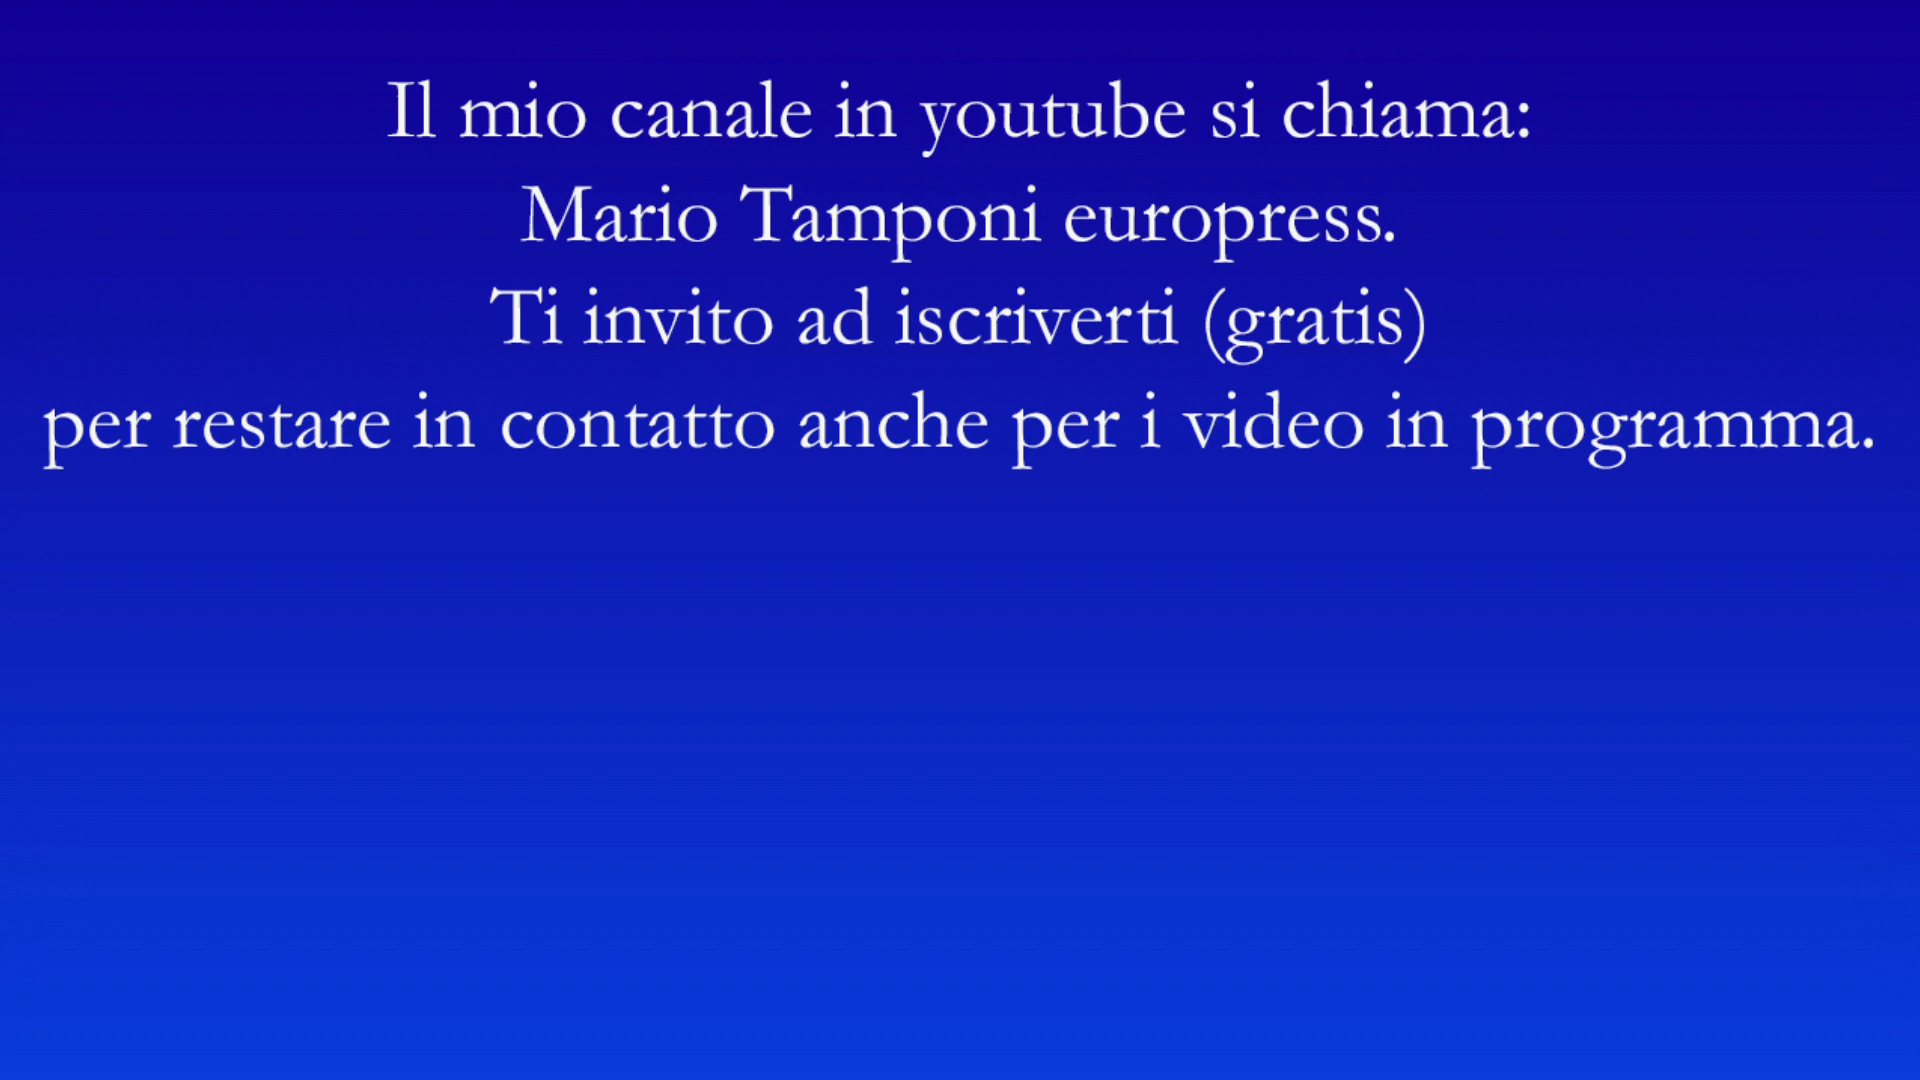 Il mio canale in youtube si chiama:
Mario Tamponi europress.
Ti invito ad iscriverti (gratis)
per restare in contatto anche per i video in programma.